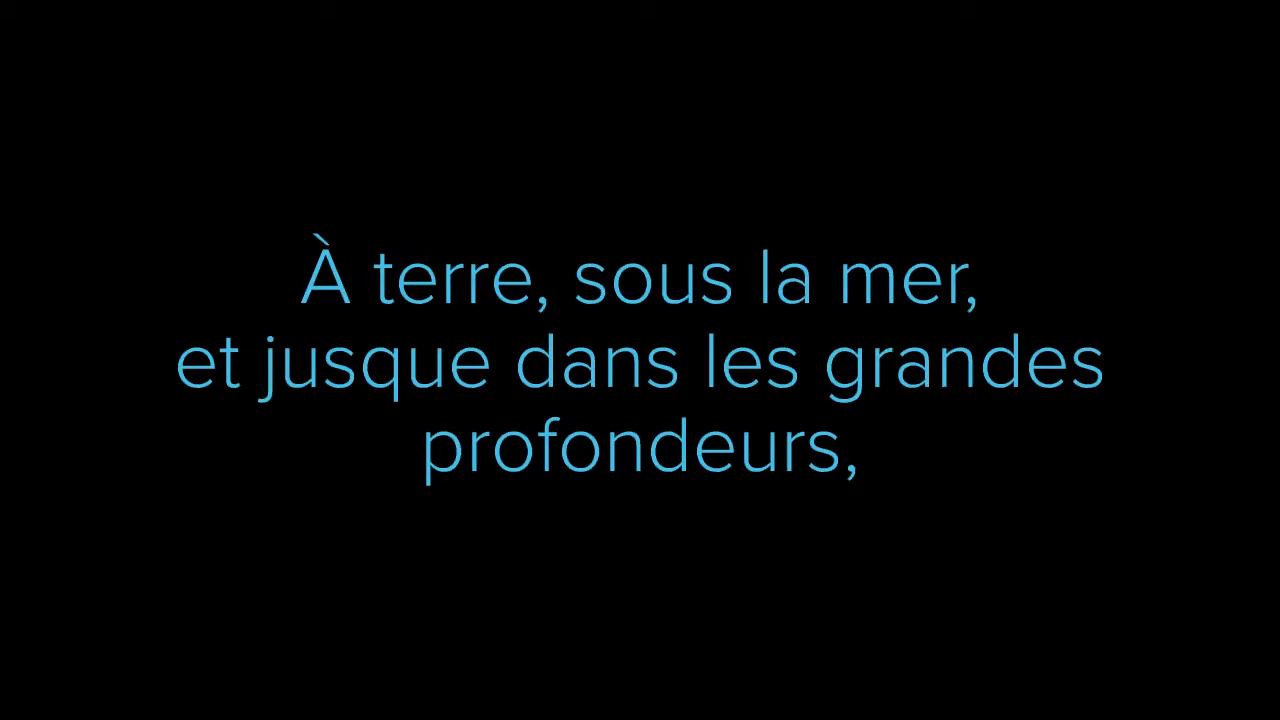 À terre, sous la mer,
et jusque dans les grandes
profondeurs,